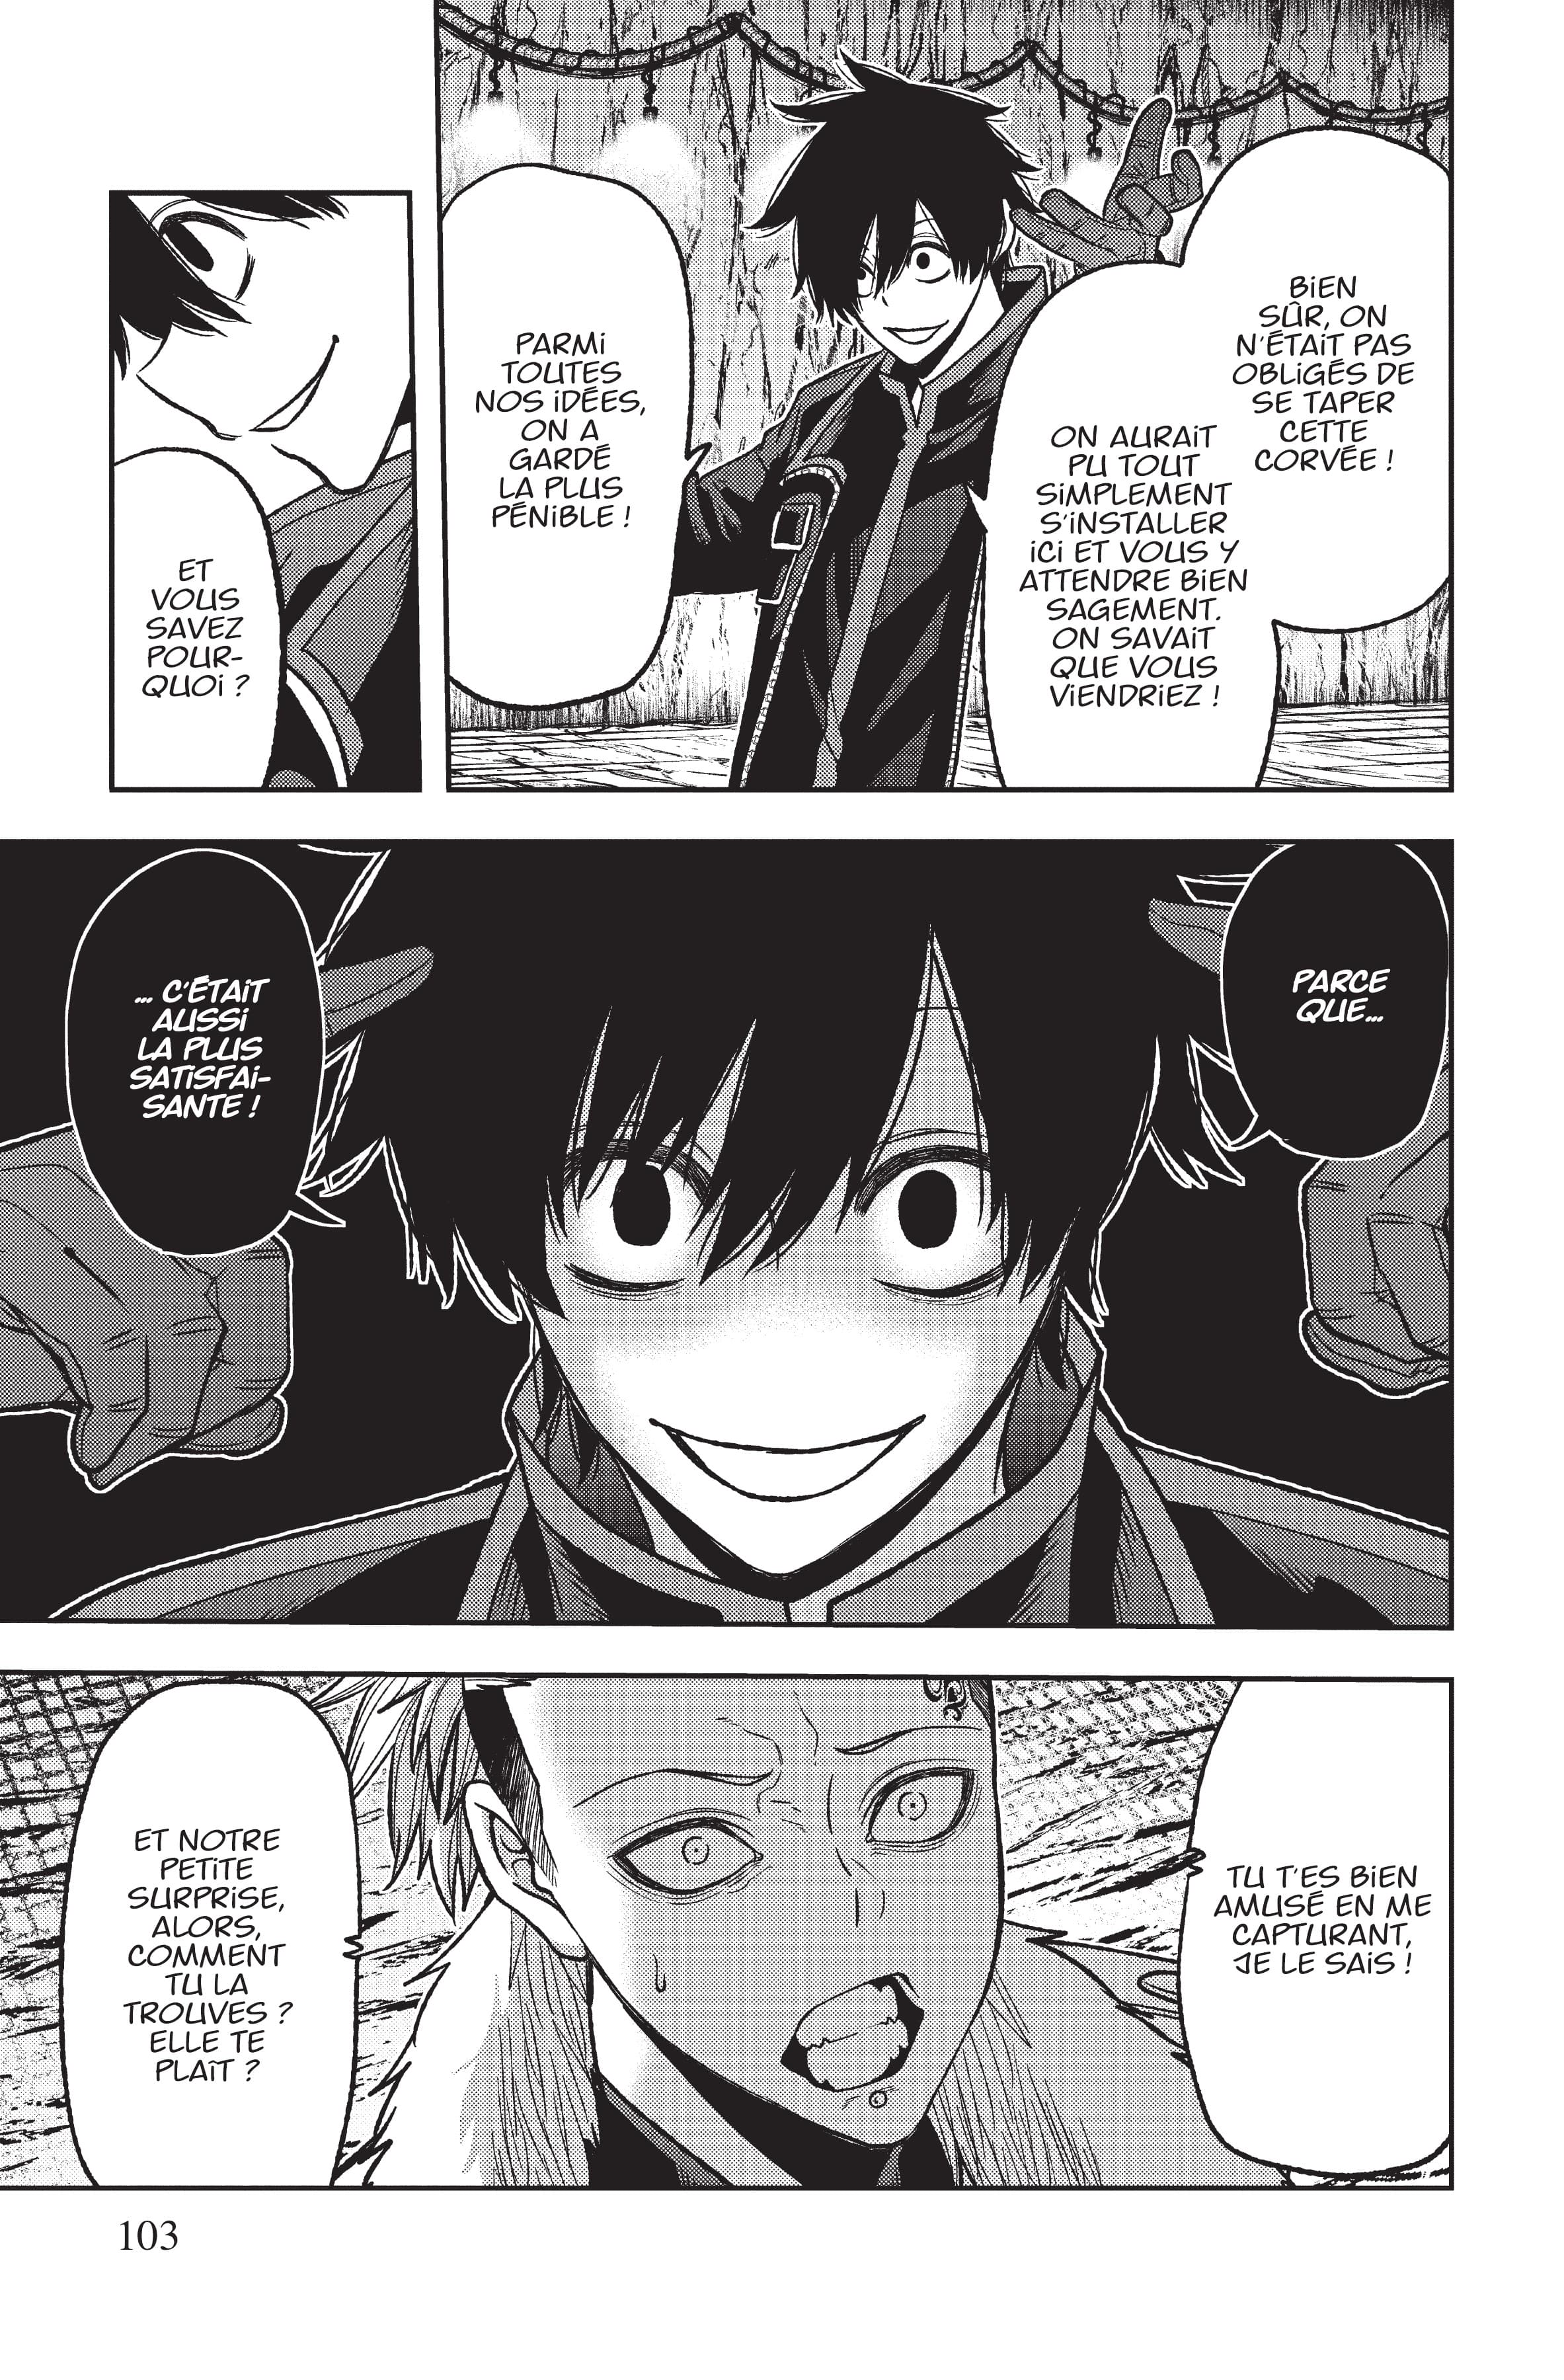 BIEN
SÛR, ON
N'ÉTAIT PAS
OBLIGÉS DE
SE TAPER
CETTE
CORVÉE !
ON AURAIT
PU TOUT
SIMPLEMENT
S'INSTALLER
ICI ET VOUS Y
ATTENDRE BIEN
SAGEMENT.
ON SAVAIT
QUE VOUS
VIENDRIEZ !
PARMI
TOUTES
NOS IDÉES,
ON A
GARDÉ
LA PLUS
PÉNIBLE !
ET
VOUS
SAVEZ
POUR-
QUOI ?
PARCE
QUE...
... C'ÉTAIT
AUSSI
LA PLUS
SATISFAI-
SANTE !
TU T'ES BIEN
AMUSÉ EN ME
CAPTURANT,
JE LE SAIS !
ET NOTRE
PETITE
SURPRISE,
ALORS,
COMMENT
TU LA
TROUVES ?
ELLE TE
PLAÎT ?
103